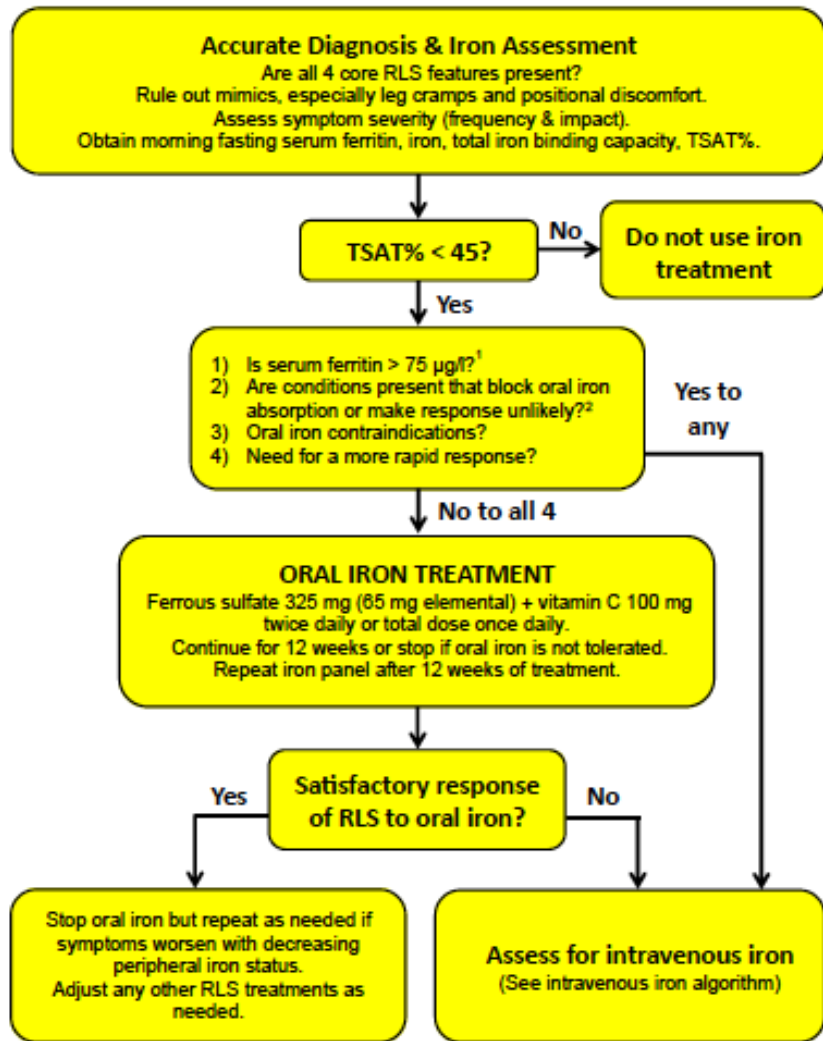 Accurate Diagnosis & Iron Assessment
Are all 4 core RLS features present?
Rule out mimics, especially leg cramps and positional discomfort.
Assess symptom severity (frequency & impact).
Obtain morning fasting serum ferritin, iron, total iron binding capacity, TSAT%.
TSAT% < 45?
No
Do not use iron
treatment
Yes
1) Is serum ferritin > 75 µg/l?¹
2) Are conditions present that block oral iron
absorption or make response unlikely?²
3) Oral iron contraindications?
4) Need for a more rapid response?
Yes to
any
No to all 4
ORAL IRON TREATMENT
Ferrous sulfate 325 mg (65 mg elemental) + vitamin C 100 mg
twice daily or total dose once daily.
Continue for 12 weeks or stop if oral iron is not tolerated.
Repeat iron panel after 12 weeks of treatment.
Satisfactory response
of RLS to oral iron?
Yes
No
Stop oral iron but repeat as needed if
symptoms worsen with decreasing
peripheral iron status.
Adjust any other RLS treatments as
needed.
Assess for intravenous iron
(See intravenous iron algorithm)